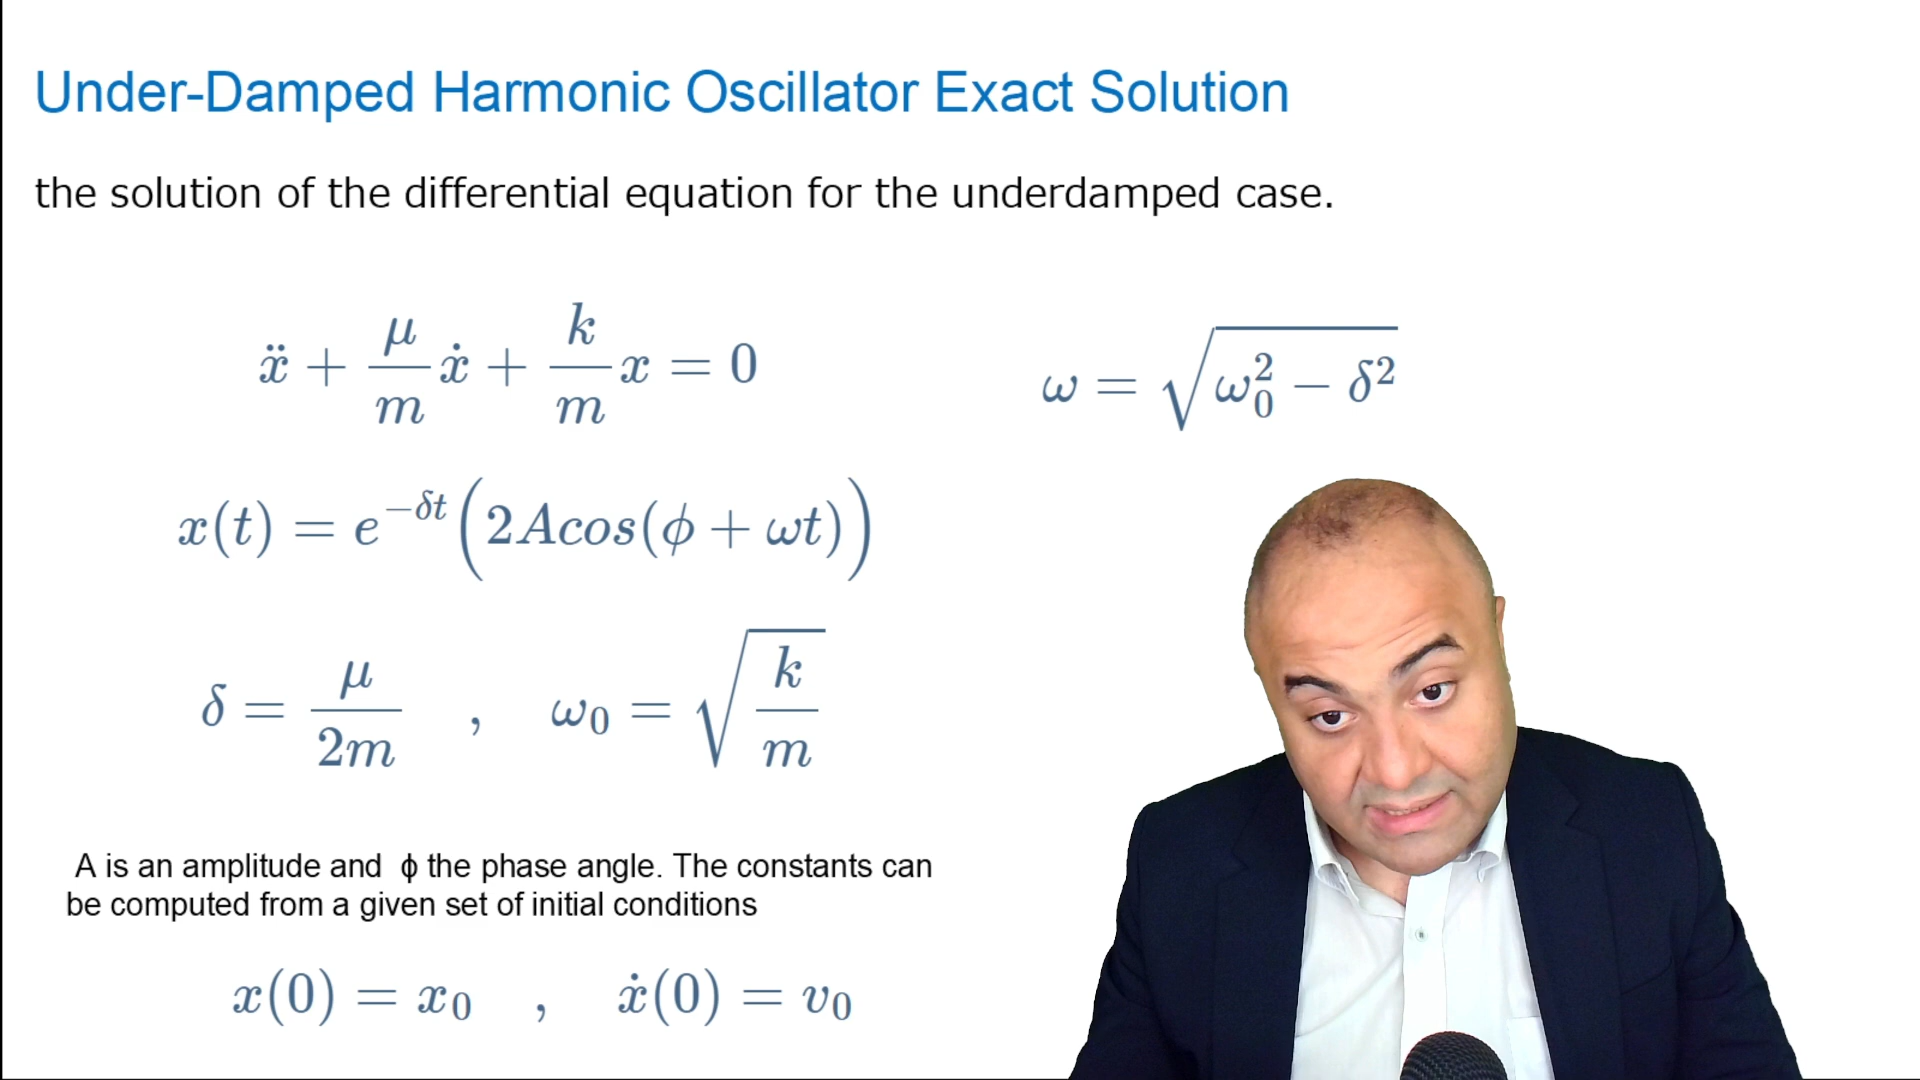 Under-Damped Harmonic Oscillator Exact Solution
the solution of the differential equation for the underdamped case.
ẍ + μ/m ẋ + k/m x = 0
ω = √(ω₀² − δ²)
x(t) = e^{−δt}(2Acos(ϕ + ωt))
δ = μ/2m , ω₀ = √(k/m)
A is an amplitude and ϕ the phase angle. The constants can
be computed from a given set of initial conditions
x(0) = x₀ , ẋ(0) = v₀